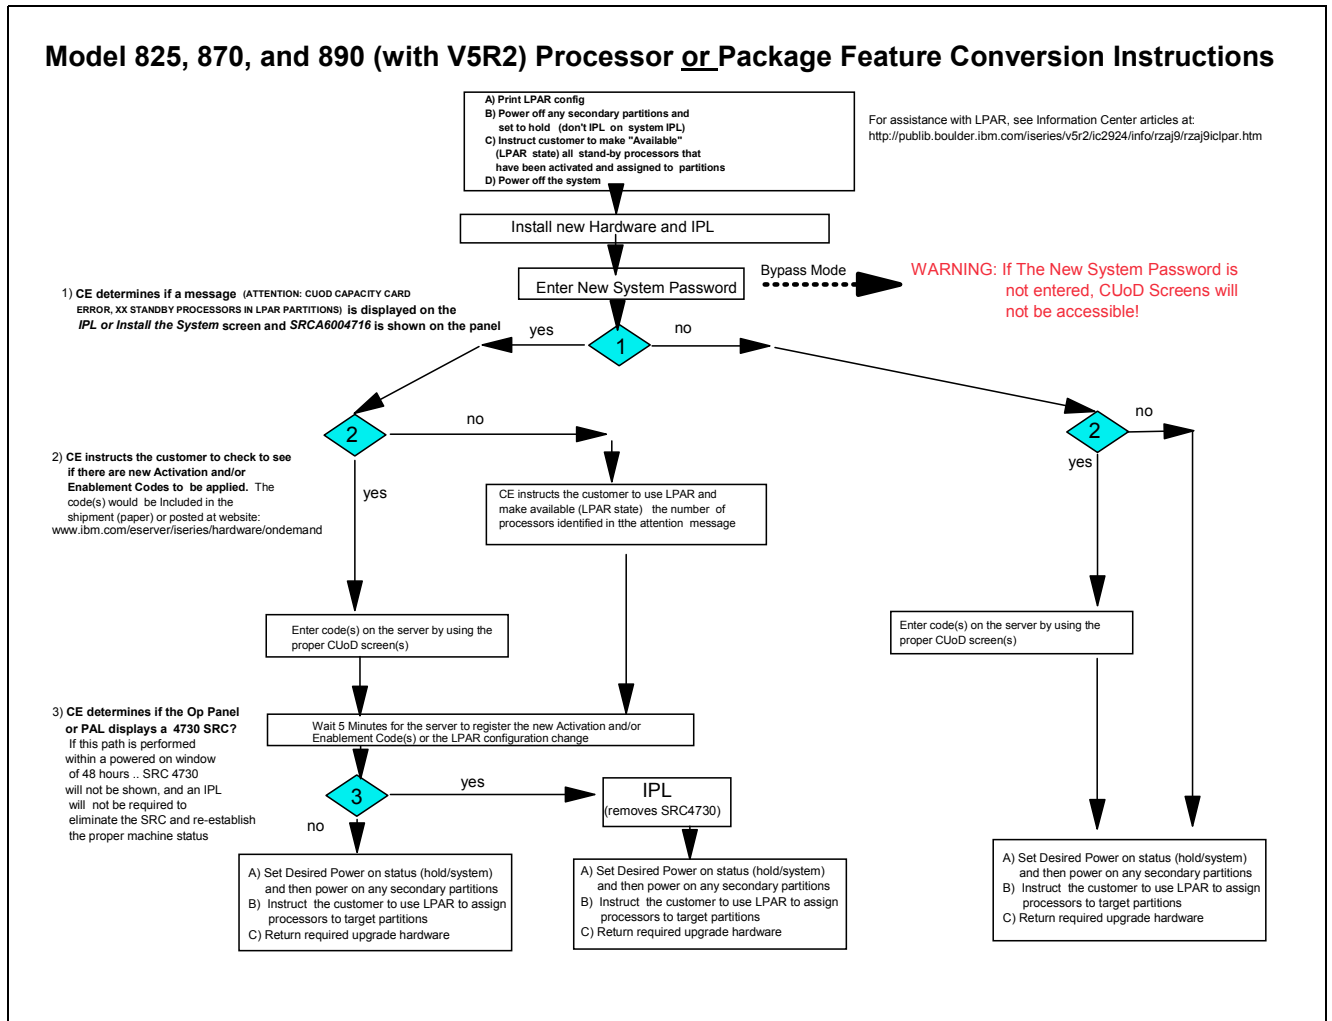 Model 825, 870, and 890 (with V5R2) Processor or Package Feature Conversion Instructions
A) Print LPAR config
B) Power off any secondary partitions and
set to hold (don't IPL on system IPL)
C) Instruct customer to make "Available"
(LPAR state) all stand-by processors that
have been activated and assigned to partitions
D) Power off the system
For assistance with LPAR, see Information Center articles at:
http://publib.boulder.ibm.com/iseries/v5r2/ic2924/info/rzaj9/rzaj9iclpar.htm
Install new Hardware and IPL
Enter New System Password
Bypass Mode
WARNING: If The New System Password is
not entered, CUoD Screens will
not be accessible!
1) CE determines if a message (ATTENTION: CUOD CAPACITY CARD
ERROR, XX STANDBY PROCESSORS IN LPAR PARTITIONS) is displayed on the
IPL or Install the System screen and SRCA6004716 is shown on the panel
yes
1
no
2
no
2
no
yes
yes
2) CE instructs the customer to check to see
if there are new Activation and/or
Enablement Codes to be applied. The
code(s) would be Included in the
shipment (paper) or posted at website:
www.ibm.com/eserver/iseries/hardware/ondemand
CE instructs the customer to use LPAR and
make available (LPAR state) the number of
processors identified in tthe attention message
Enter code(s) on the server by using the
proper CUoD screen(s)
Enter code(s) on the server by using the
proper CUoD screen(s)
3) CE determines if the Op Panel
or PAL displays a 4730 SRC?
If this path is performed
within a powered on window
of 48 hours .. SRC 4730
will not be shown, and an IPL
will not be required to
eliminate the SRC and re-establish
the proper machine status
Wait 5 Minutes for the server to register the new Activation and/or
Enablement Code(s) or the LPAR configuration change
3
yes
no
IPL
(removes SRC4730)
A) Set Desired Power on status (hold/system)
and then power on any secondary partitions
B) Instruct the customer to use LPAR to assign
processors to target partitions
C) Return required upgrade hardware
A) Set Desired Power on status (hold/system)
and then power on any secondary partitions
B) Instruct the customer to use LPAR to assign
processors to target partitions
C) Return required upgrade hardware
A) Set Desired Power on status (hold/system)
and then power on any secondary partitions
B) Instruct the customer to use LPAR to assign
processors to target partitions
C) Return required upgrade hardware